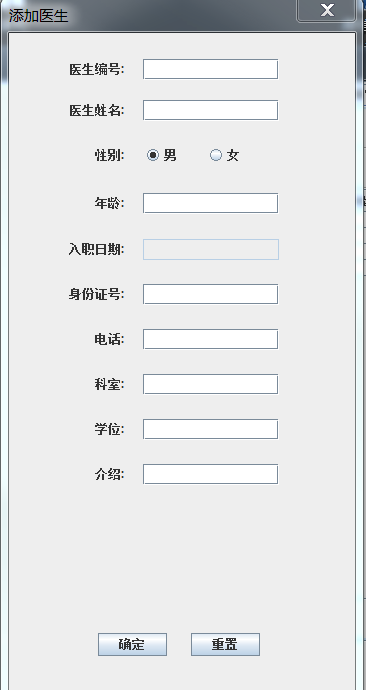 添加医生
医生编号:
医生姓名:
性别: 男 女
年龄:
入职日期:
身份证号:
电话:
科室:
学位:
介绍:
确定 重置